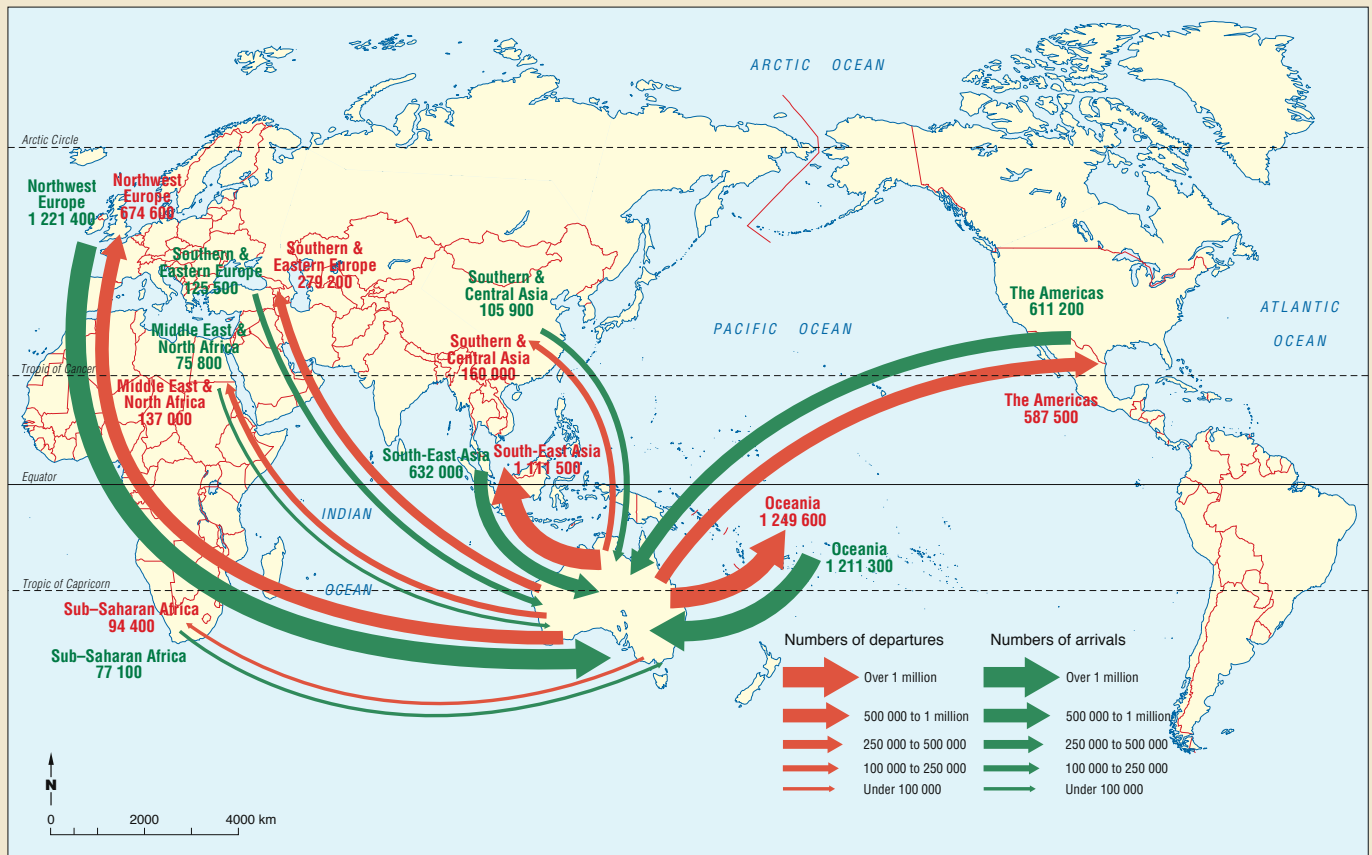 ARCTIC OCEAN
Arctic Circle
Northwest
Europe
1 221 400
Northwest
Europe
674 600
Southern &
Eastern Europe
125 500
Southern &
Eastern Europe
279 200
Southern &
Central Asia
105 900
The Americas
611 200
ATLANTIC
OCEAN
PACIFIC OCEAN
Middle East &
North Africa
75 800
Southern &
Central Asia
160 000
Tropic of Cancer
Middle East &
North Africa
137 000
The Americas
587 500
South-East Asia
632 000
South-East Asia
1 111 500
Equator
INDIAN
OCEAN
Oceania
1 249 600
Oceania
1 211 300
Tropic of Capricorn
Sub–Saharan Africa
94 400
Sub–Saharan Africa
77 100
Numbers of departures
Over 1 million
500 000 to 1 million
250 000 to 500 000
100 000 to 250 000
Under 100 000
Numbers of arrivals
Over 1 million
500 000 to 1 million
250 000 to 500 000
100 000 to 250 000
Under 100 000
N
0 2000 4000 km